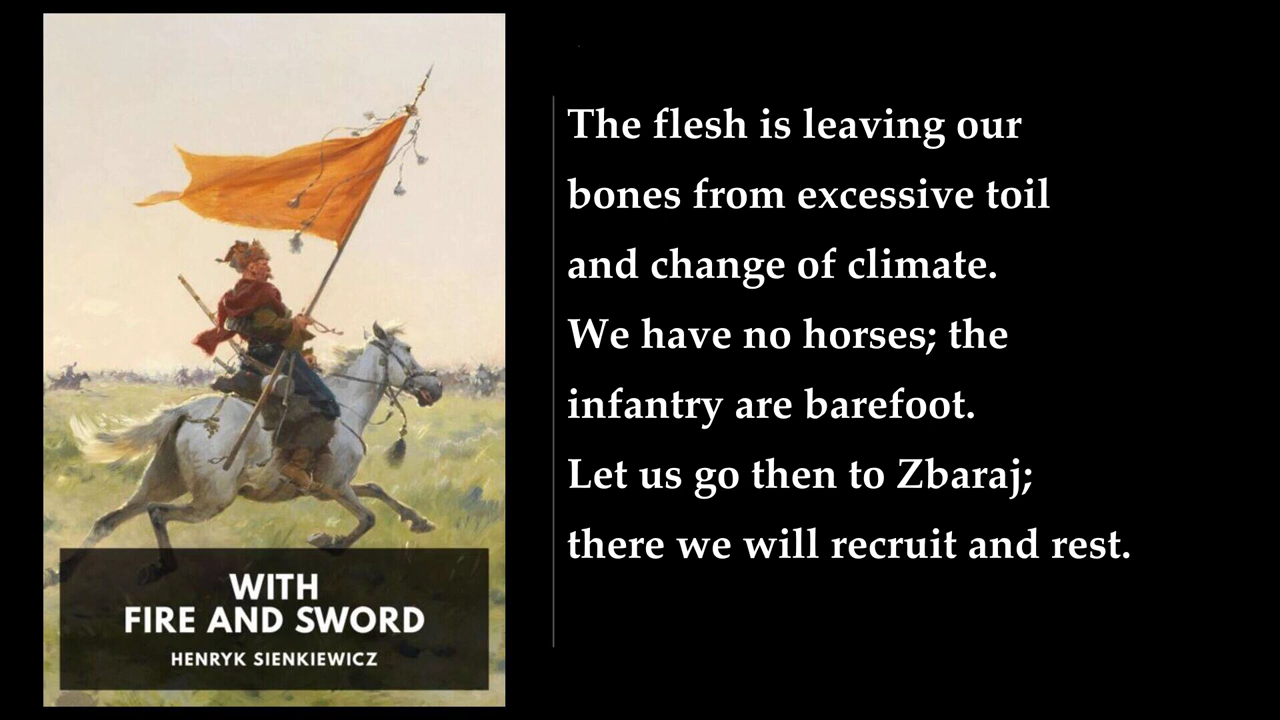 WITH
FIRE AND SWORD
HENRYK SIENKIEWICZ
The flesh is leaving our
bones from excessive toil
and change of climate.
We have no horses; the
infantry are barefoot.
Let us go then to Zbaraj;
there we will recruit and rest.